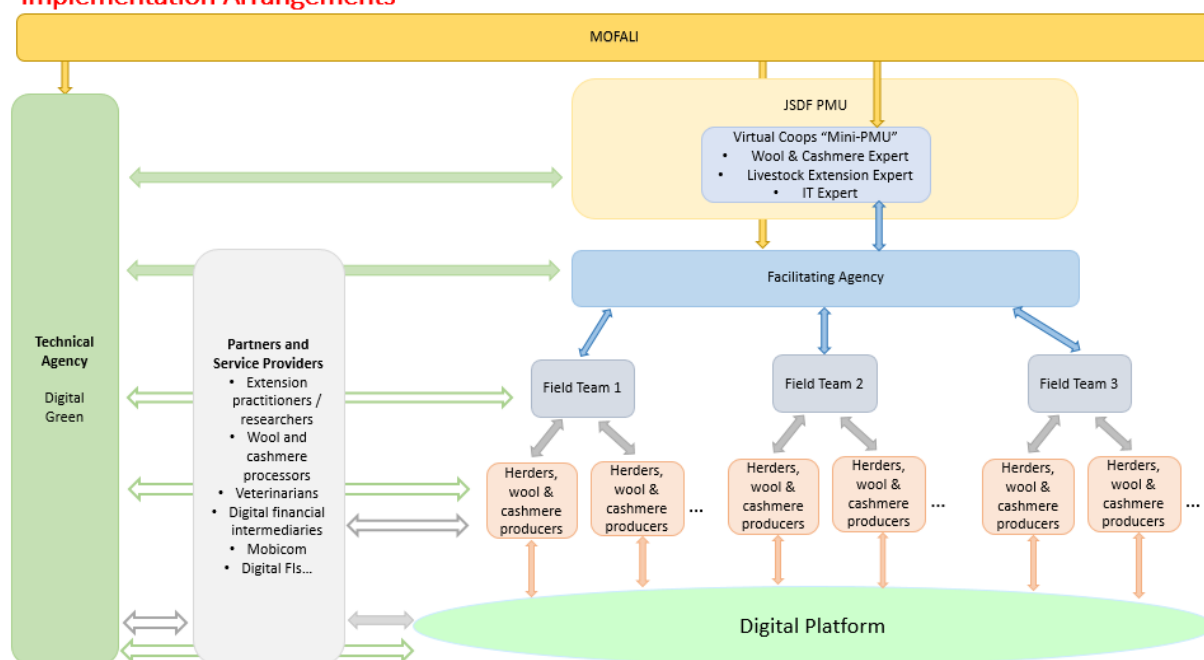 Implementation Arrangements
MOFALI
JSDF PMU
Virtual Coops “Mini-PMU”
• Wool & Cashmere Expert
• Livestock Extension Expert
• IT Expert
Facilitating Agency
Technical
Agency
Digital
Green
Partners and
Service Providers
• Extension
practitioners /
researchers
• Wool and
cashmere
processors
• Veterinarians
• Digital financial
intermediaries
• Mobicom
• Digital FIs...
Field Team 1
Field Team 2
Field Team 3
Herders,
wool &
cashmere
producers
Herders,
wool &
cashmere
producers
...
Herders,
wool &
cashmere
producers
Herders,
wool &
cashmere
producers
...
Herders,
wool &
cashmere
producers
Herders,
wool &
cashmere
producers
...
Digital Platform